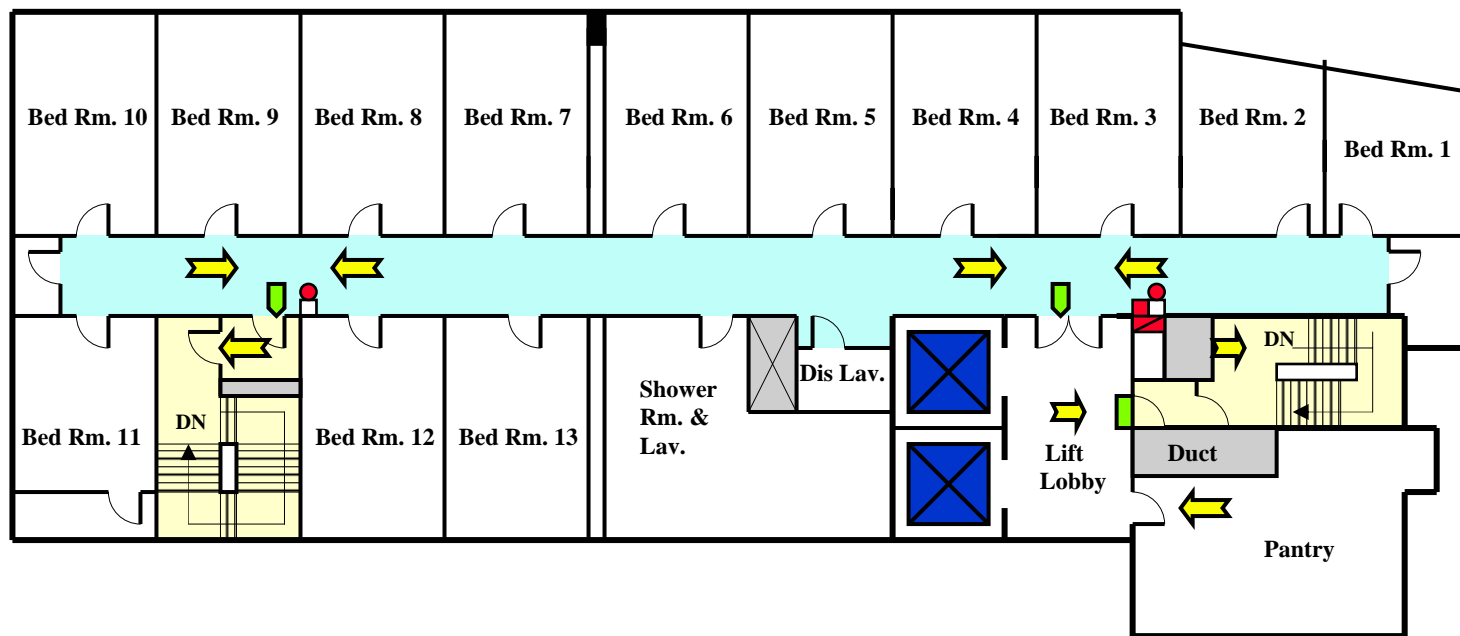 Bed Rm. 10
Bed Rm. 9
Bed Rm. 8
Bed Rm. 7
Bed Rm. 6
Bed Rm. 5
Bed Rm. 4
Bed Rm. 3
Bed Rm. 2
Bed Rm. 1
DN
Dis Lav.
Shower
Rm. &
Lav.
Bed Rm. 11
DN
Bed Rm. 12
Bed Rm. 13
Lift
Lobby
Duct
Pantry